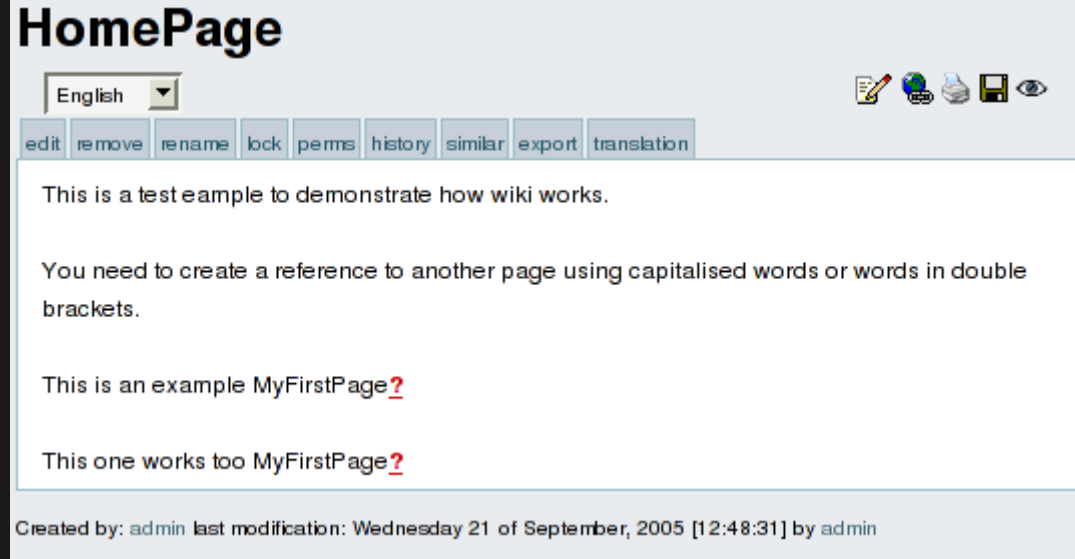 HomePage
English
edit remove rename lock perms history similar export translation
This is a test eample to demonstrate how wiki works.
You need to create a reference to another page using capitalised words or words in double
brackets.
This is an example MyFirstPage?
This one works too MyFirstPage?
Created by: admin last modification: Wednesday 21 of September, 2005 [12:48:31] by admin